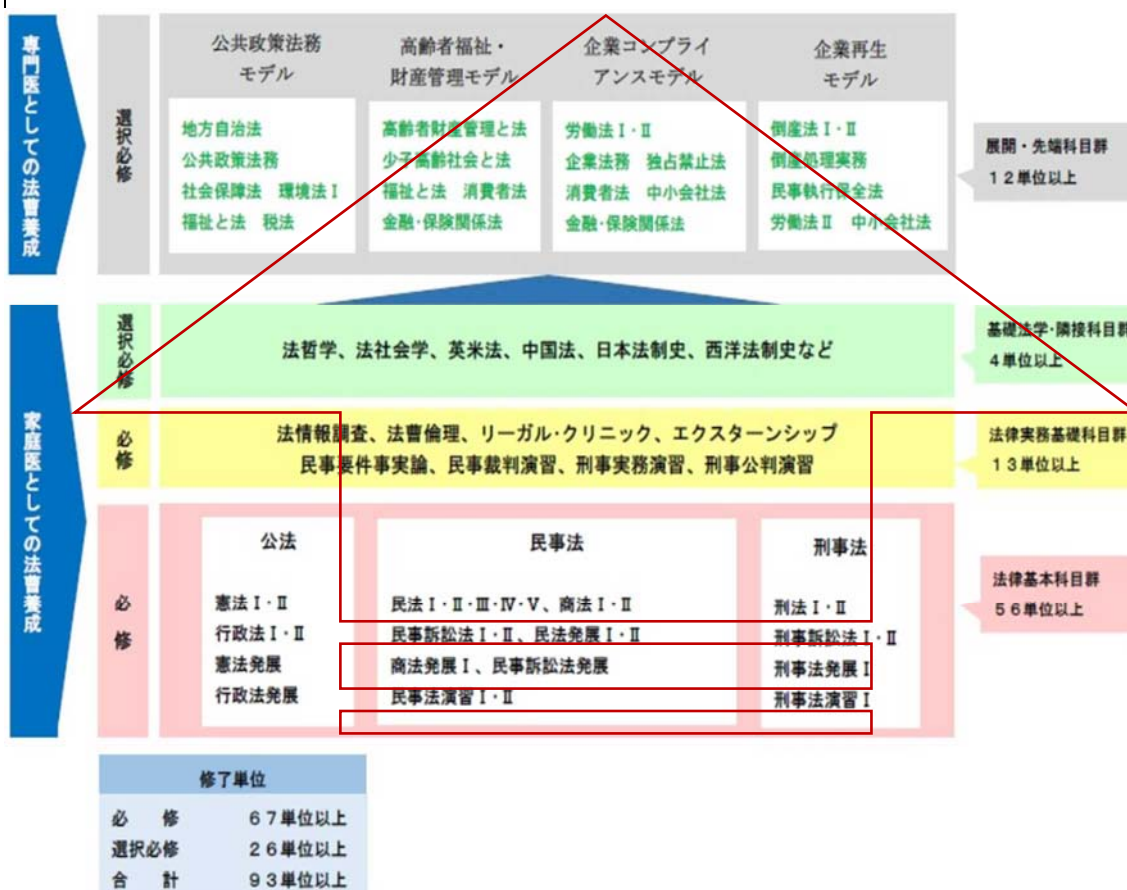 専門医としての法曹養成
選択必修
公共政策法務
モデル
地方自治法
公共政策法務
社会保障法　環境法Ⅰ
福祉と法　税法
高齢者福祉・
財産管理モデル
高齢者財産管理と法
少子高齢社会と法
福祉と法　消費者法
金融・保険関係法
企業コンプライ
アンスモデル
労働法Ⅰ・Ⅱ
企業法務　独占禁止法
消費者法　中小会社法
金融・保険関係法
企業再生
モデル
倒産法Ⅰ・Ⅱ
倒産処理実務
民事執行保全法
労働法Ⅱ　中小会社法
展開・先端科目群
１２単位以上
家庭医としての法曹養成
選択必修
法哲学、法社会学、英米法、中国法、日本法制史、西洋法制史など
基礎法学・隣接科目群
４単位以上
必修
法情報調査、法曹倫理、リーガル・クリニック、エクスターンシップ
民事要件事実論、民事裁判演習、刑事実務演習、刑事公判演習
法律実務基礎科目群
１３単位以上
必修
公法
憲法Ⅰ・Ⅱ
行政法Ⅰ・Ⅱ
憲法発展
行政法発展
民事法
民法Ⅰ・Ⅱ・Ⅲ・Ⅳ・Ⅴ、商法Ⅰ・Ⅱ
民事訴訟法Ⅰ・Ⅱ、民法発展Ⅰ・Ⅱ
商法発展Ⅰ、民事訴訟法発展
民事法演習Ⅰ・Ⅱ
刑事法
刑法Ⅰ・Ⅱ
刑事訴訟法Ⅰ・Ⅱ
刑事法発展Ⅰ
刑事法演習Ⅰ
法律基本科目群
５６単位以上
修了単位
必　修　６７単位以上
選択必修　２６単位以上
合　計　９３単位以上